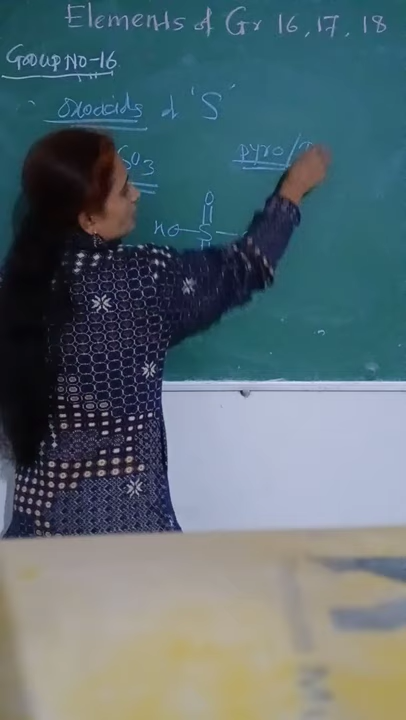 Elements of Gr 16, 17, 18
Group No-16
Oxoacids of 'S'
SO3
pyro/
O
HO-S-